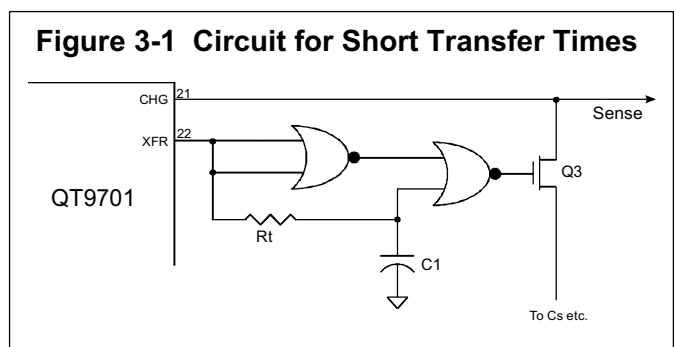 Figure 3-1 Circuit for Short Transfer Times
CHG 21
Sense
XFR 22
Q3
QT9701
Rt
C1
To Cs etc.